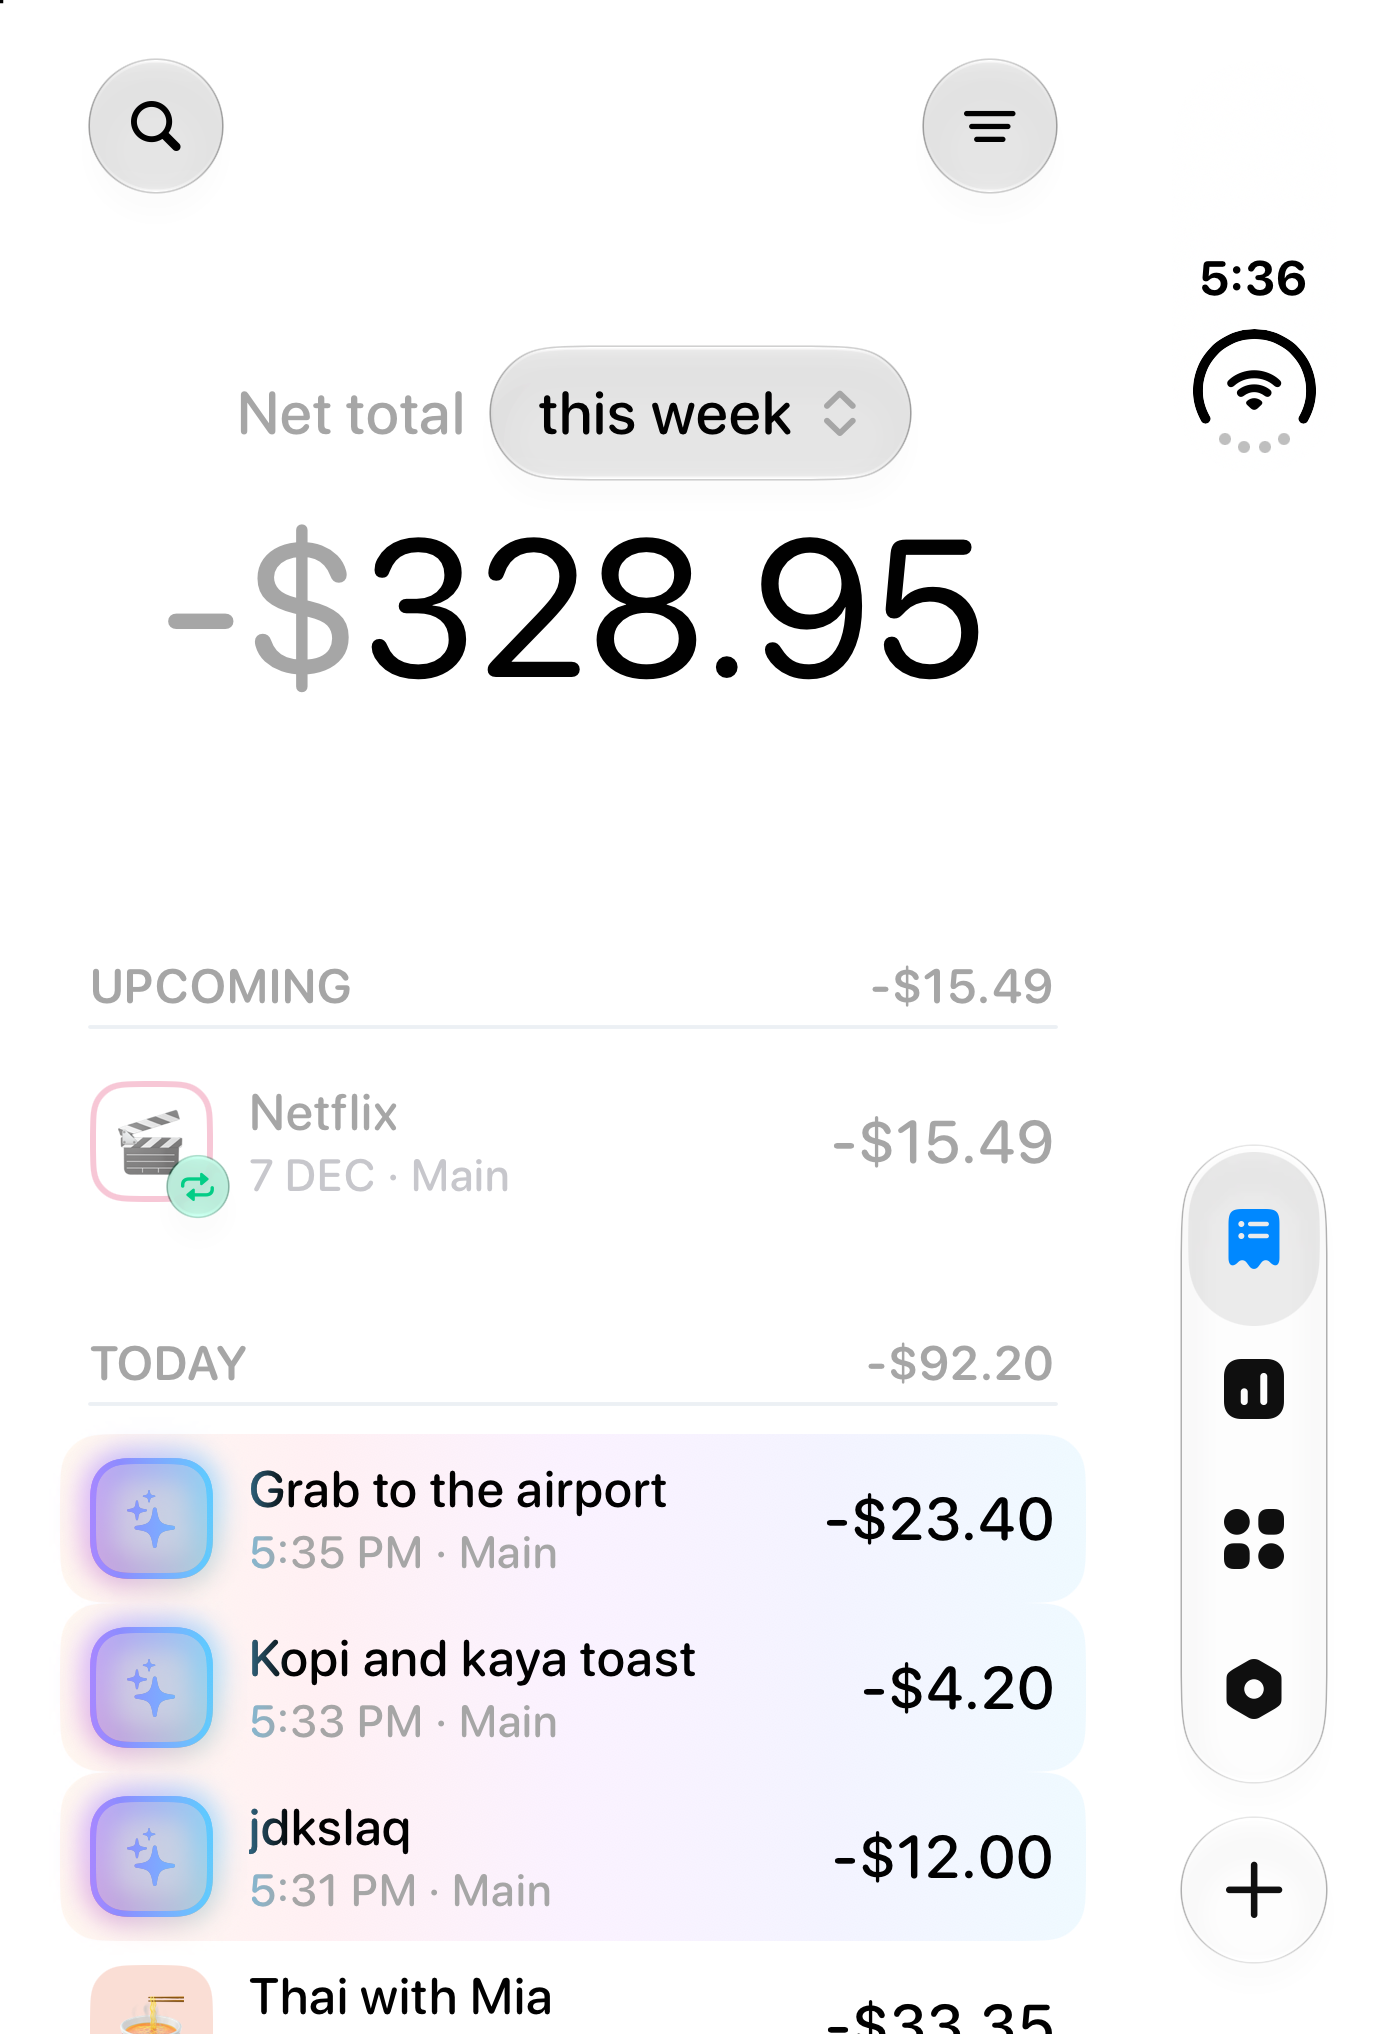 5:36
Net total this week
-$328.95
UPCOMING -$15.49
Netflix -$15.49
7 DEC · Main
TODAY -$92.20
Grab to the airport -$23.40
5:35 PM · Main
Kopi and kaya toast -$4.20
5:33 PM · Main
jdkslaq -$12.00
5:31 PM · Main
Thai with Mia -$33.35